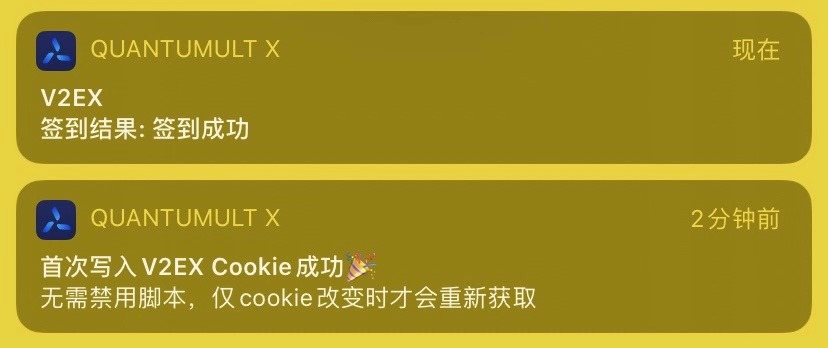 QUANTUMULT X 现在
V2EX
签到结果: 签到成功
QUANTUMULT X 2分钟前
首次写入 V2EX Cookie 成功🎉
无需禁用脚本，仅 cookie 改变时才会重新获取